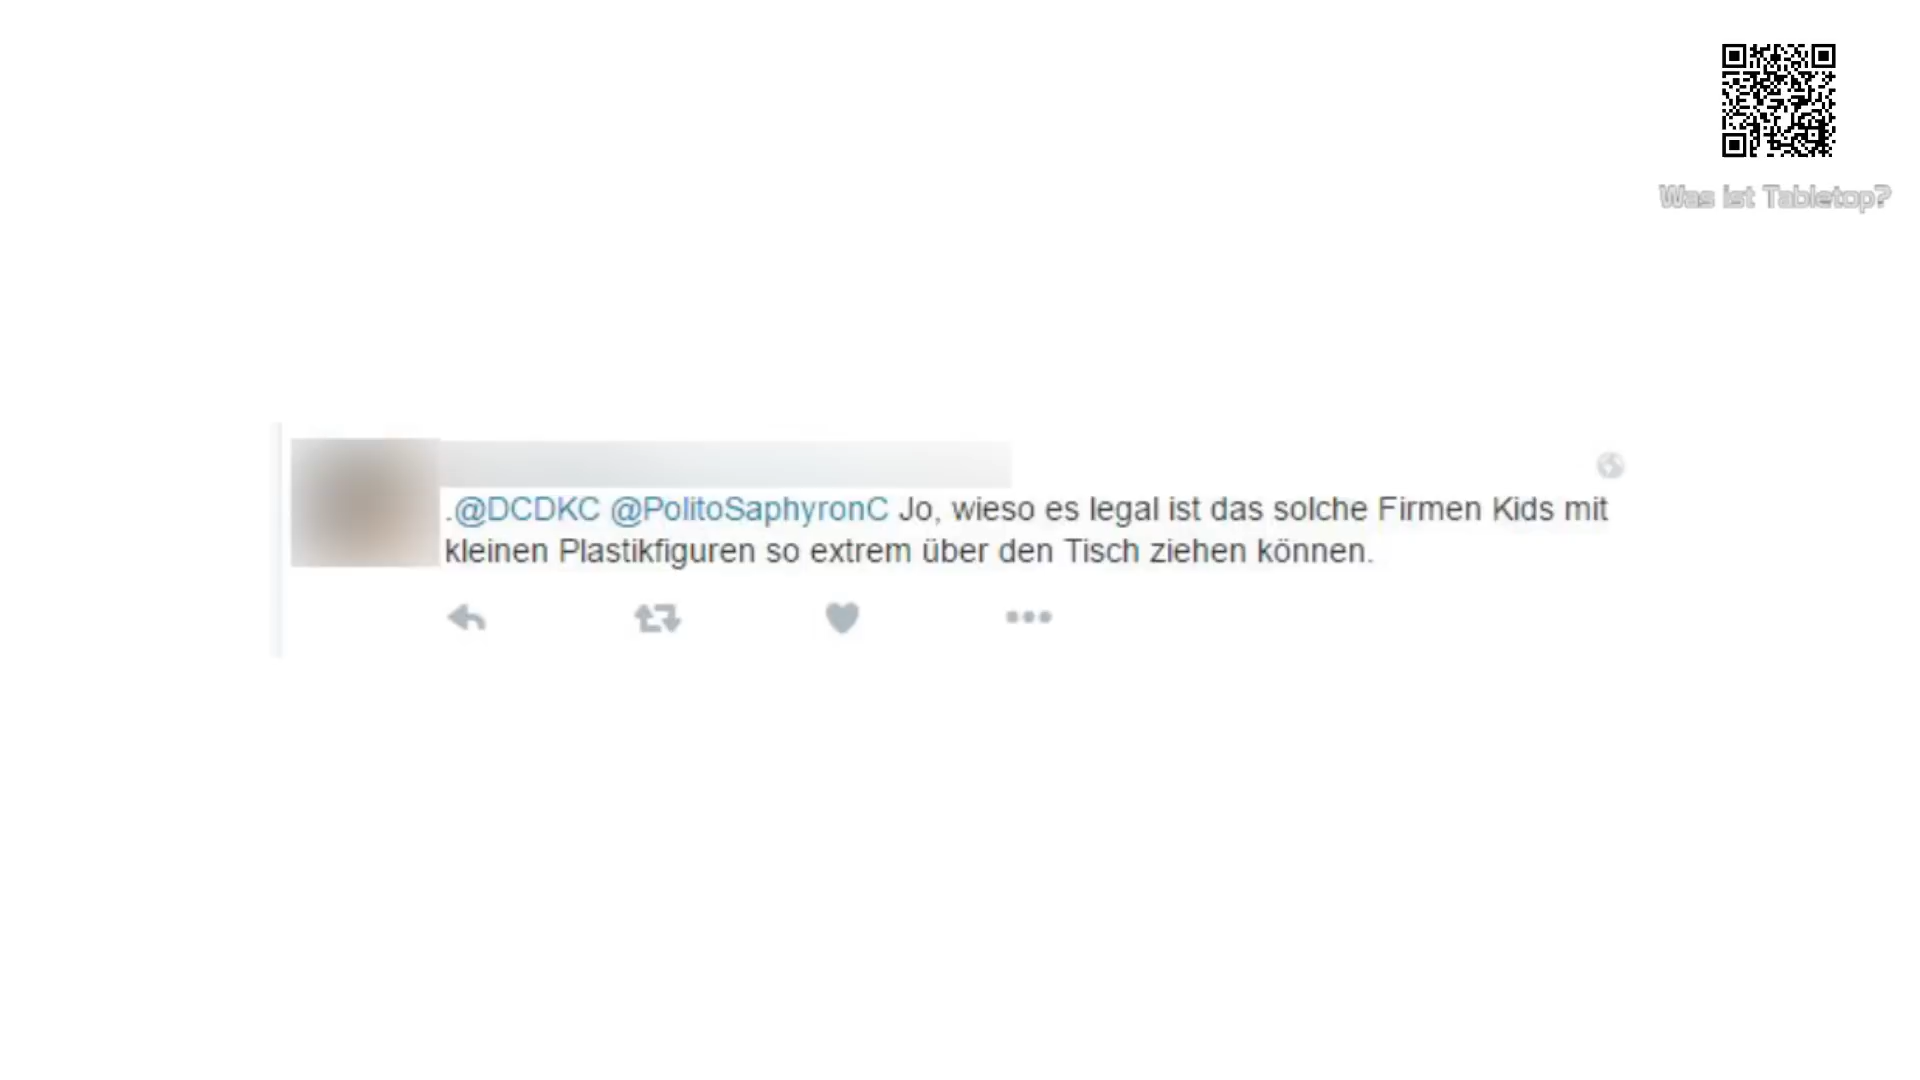 Was ist Tabletop?
.@DCDKC @PolitoSaphyronC Jo, wieso es legal ist das solche Firmen Kids mit
kleinen Plastikfiguren so extrem über den Tisch ziehen können.